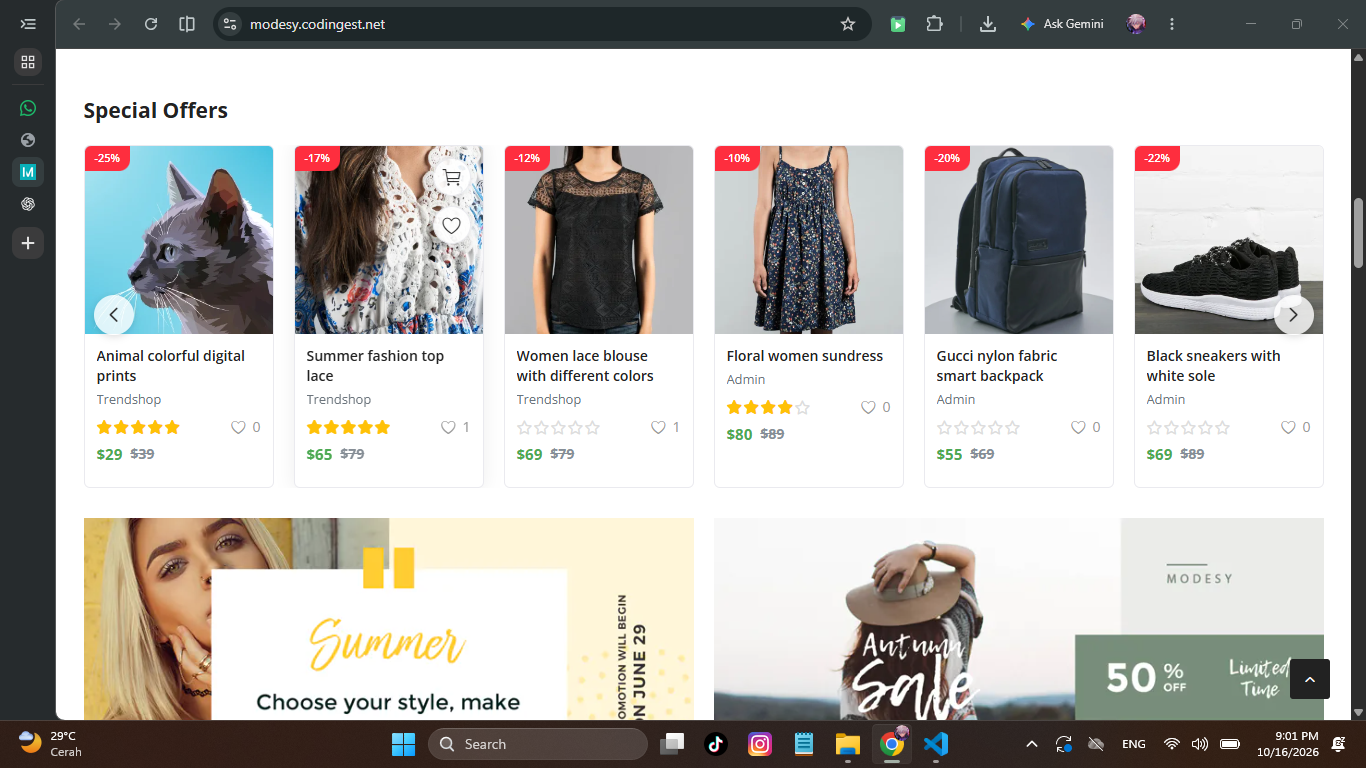 modesy.codingest.net
Ask Gemini
Special Offers
-25%
-17%
-12%
-10%
-20%
-22%
Animal colorful digital
prints
Trendshop
0
$29 $39
Summer fashion top
lace
Trendshop
1
$65 $79
Women lace blouse
with different colors
Trendshop
1
$69 $79
Floral women sundress
Admin
0
$80 $89
Gucci nylon fabric
smart backpack
Admin
0
$55 $69
Black sneakers with
white sole
Admin
0
$69 $89
Summer
Choose your style, make
OMOTION WILL BEGIN
ON JUNE 29
Autumn
Sale
MODESY
50 % OFF
Limited
Time
29°C
Cerah
Search
ENG
9:01 PM
10/16/2026